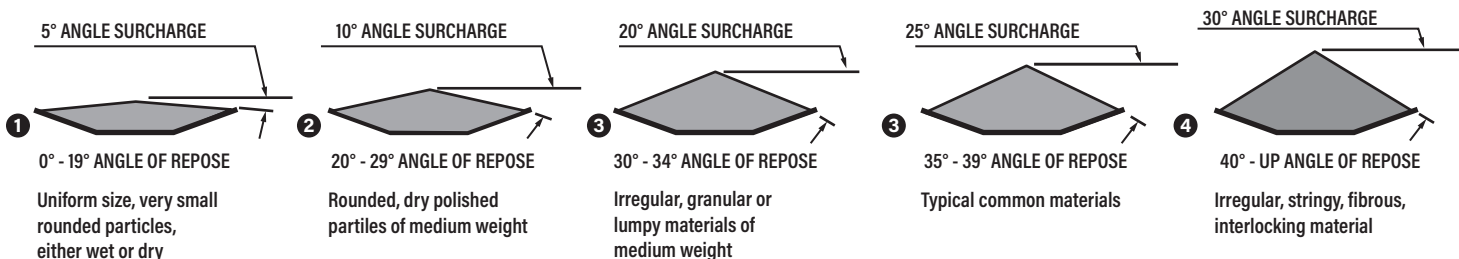 5° ANGLE SURCHARGE
1
0° - 19° ANGLE OF REPOSE
Uniform size, very small
rounded particles,
either wet or dry
10° ANGLE SURCHARGE
2
20° - 29° ANGLE OF REPOSE
Rounded, dry polished
partiles of medium weight
20° ANGLE SURCHARGE
3
30° - 34° ANGLE OF REPOSE
Irregular, granular or
lumpy materials of
medium weight
25° ANGLE SURCHARGE
3
35° - 39° ANGLE OF REPOSE
Typical common materials
30° ANGLE SURCHARGE
4
40° - UP ANGLE OF REPOSE
Irregular, stringy, fibrous,
interlocking material